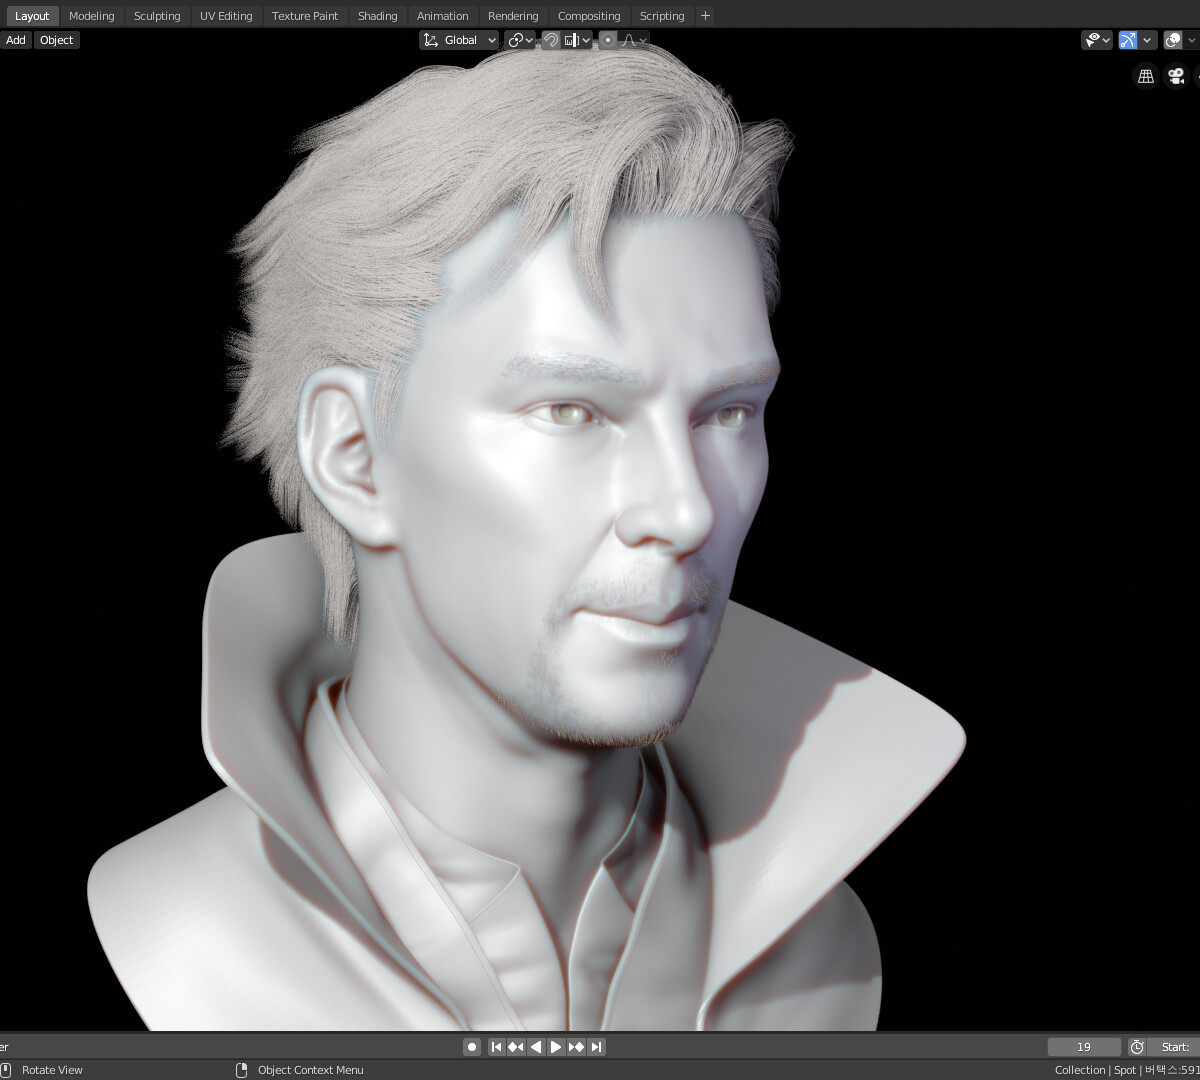 Layout Modeling Sculpting UV Editing Texture Paint Shading Animation Rendering Compositing Scripting +
Add Object Global
er 19 Start:
Rotate View Object Context Menu Collection | Spot | 버택스:591